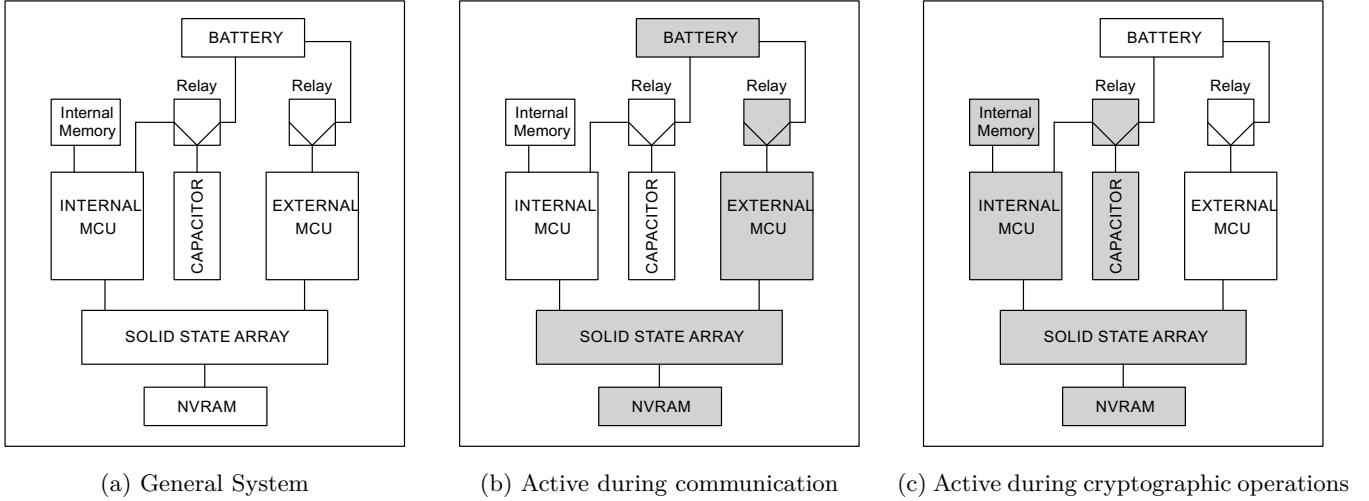 BATTERY
Relay
Relay
Internal
Memory
INTERNAL
MCU
CAPACITOR
EXTERNAL
MCU
SOLID STATE ARRAY
NVRAM
(a) General System
BATTERY
Relay
Relay
Internal
Memory
INTERNAL
MCU
CAPACITOR
EXTERNAL
MCU
SOLID STATE ARRAY
NVRAM
(b) Active during communication
BATTERY
Relay
Relay
Internal
Memory
INTERNAL
MCU
CAPACITOR
EXTERNAL
MCU
SOLID STATE ARRAY
NVRAM
(c) Active during cryptographic operations